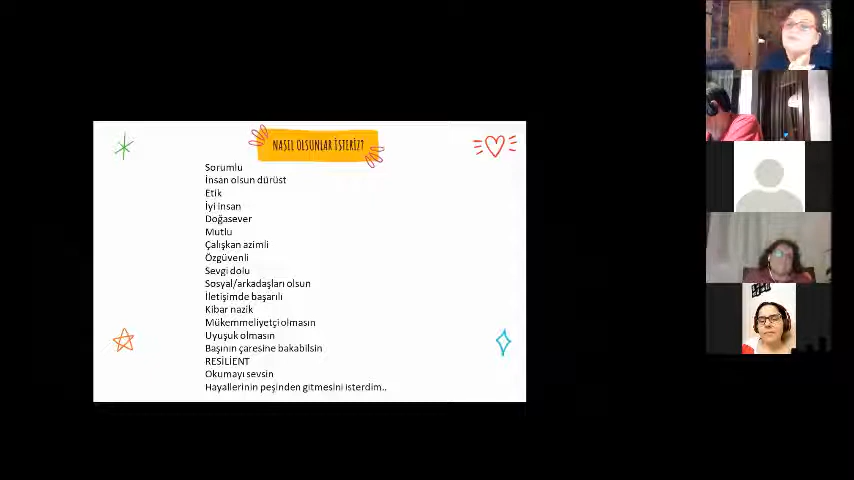 NASIL OLSUNLAR İSTERİZ?
Sorumlu
İnsan olsun dürüst
Etik
İyi insan
Doğasever
Mutlu
Çalışkan azimli
Özgüvenli
Sevgi dolu
Sosyal/arkadaşları olsun
İletişimde başarılı
Kibar nazik
Mükemmeliyetçi olmasın
Uyuşuk olmasın
Başının çaresine bakabilsin
RESİLİENT
Okumayı sevsin
Hayallerinin peşinden gitmesini isterdim..